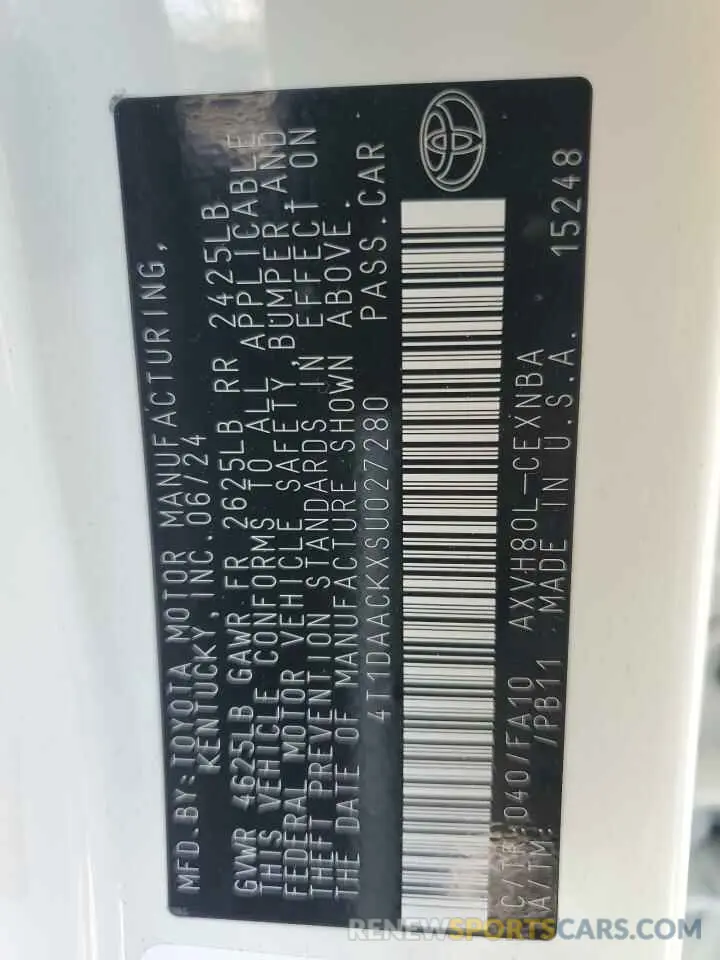 MFD.BY:TOYOTA MOTOR MANUFACTURING,
KENTUCKY,INC.06/24
GVWR 4625LB GAWR FR 2625LB RR 2425LB
THIS VEHICLE CONFORMS TO ALL APPLICABLE
FEDERAL MOTOR VEHICLE SAFETY,BUMPER,AND
THEFT PREVENTION STANDARDS IN EFFECT ON
THE DATE OF MANUFACTURE SHOWN ABOVE.
4T1DAACKXSU027280 PASS.CAR
C/TR:040/FA10 AXVH80L-CEXNBA 15248
A/TM: /PB11 MADE IN U.S.A.
RENEWSPORTSCARS.COM